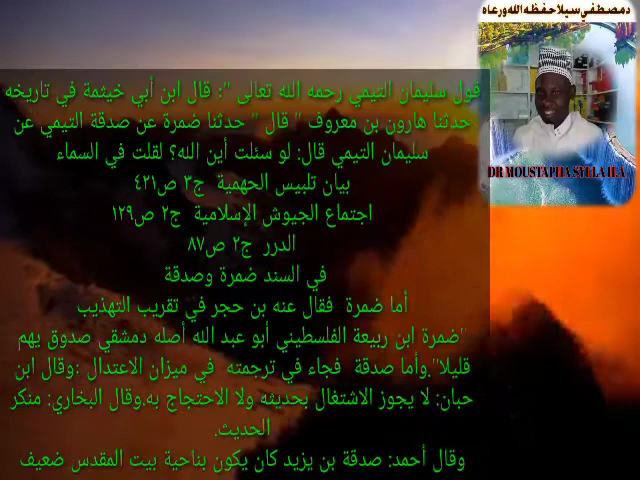 د مصطفي سيلا حفظه الله ورعاه
DR MOUSTAPHA SYLLA ILA
قول سليمان التيمي رحمه الله تعالى ": قال ابن أبي خيثمة في تاريخه
حدثنا هارون بن معروف " قال " حدثنا ضمرة عن صدقة التيمي عن
سليمان التيمي قال: لو سئلت أين الله؟ لقلت في السماء
بيان تلبيس الجهمية ج٣ ص٤٢١
اجتماع الجيوش الإسلامية ج٢ ص١٢٩
الدرر ج٢ ص٨٧
في السند ضمرة وصدقة
أما ضمرة فقال عنه بن حجر في تقريب التهذيب
"ضمرة ابن ربيعة الفلسطيني أبو عبد الله أصله دمشقي صدوق يهم
قليلا".وأما صدقة فجاء في ترجمته في ميزان الاعتدال :وقال ابن
حبان: لا يجوز الاشتغال بحديثه ولا الاحتجاج به.وقال البخاري: منكر
الحديث.
وقال أحمد: صدقة بن يزيد كان يكون بناحية بيت المقدس ضعيف